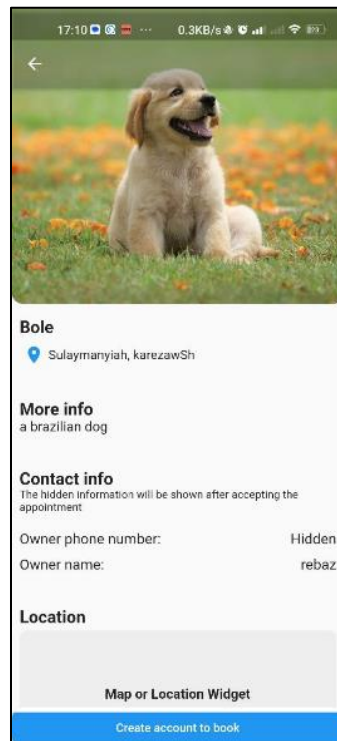 17:10 0.3KB/s
Bole
Sulaymanyiah, karezawSh
More info
a brazilian dog
Contact info
The hidden information will be shown after accepting the
appointment
Owner phone number: Hidden
Owner name: rebaz
Location
Map or Location Widget
Create account to book